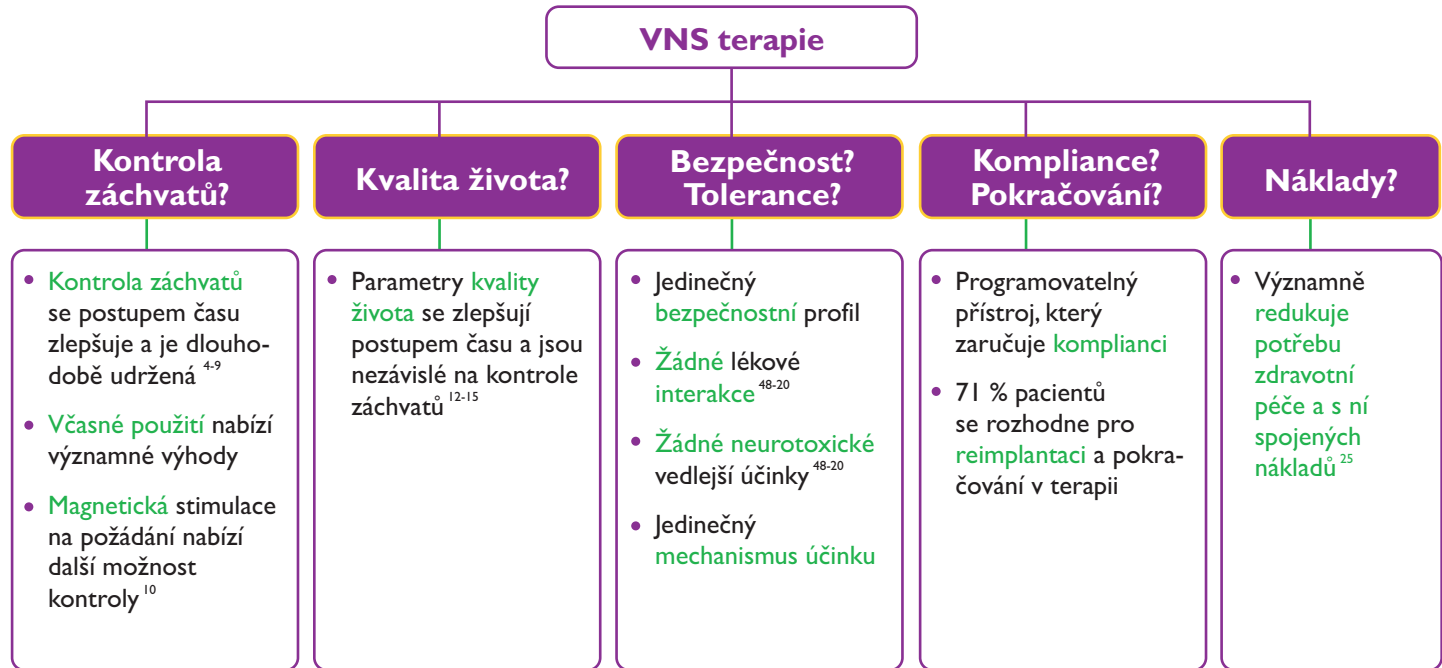 VNS terapie
Kontrola
záchvatů?
• Kontrola záchvatů
se postupem času
zlepšuje a je dlouho-
době udržená 4-9
• Včasné použití nabízí
významné výhody
• Magnetická stimulace
na požádání nabízí
další možnost
kontroly 10
Kvalita života?
• Parametry kvality
života se zlepšují
postupem času a jsou
nezávislé na kontrole
záchvatů 12-15
Bezpečnost?
Tolerance?
• Jedinečný
bezpečnostní profil
• Žádné lékové
interakce 48-20
• Žádné neurotoxické
vedlejší účinky 48-20
• Jedinečný
mechanismus účinku
Kompliance?
Pokračování?
• Programovatelný
přístroj, který
zaručuje komplianci
• 71 % pacientů
se rozhodne pro
reimplantaci a pokra-
čování v terapii
Náklady?
• Významně
redukuje
potřebu
zdravotní
péče a s ní
spojených
nákladů 25